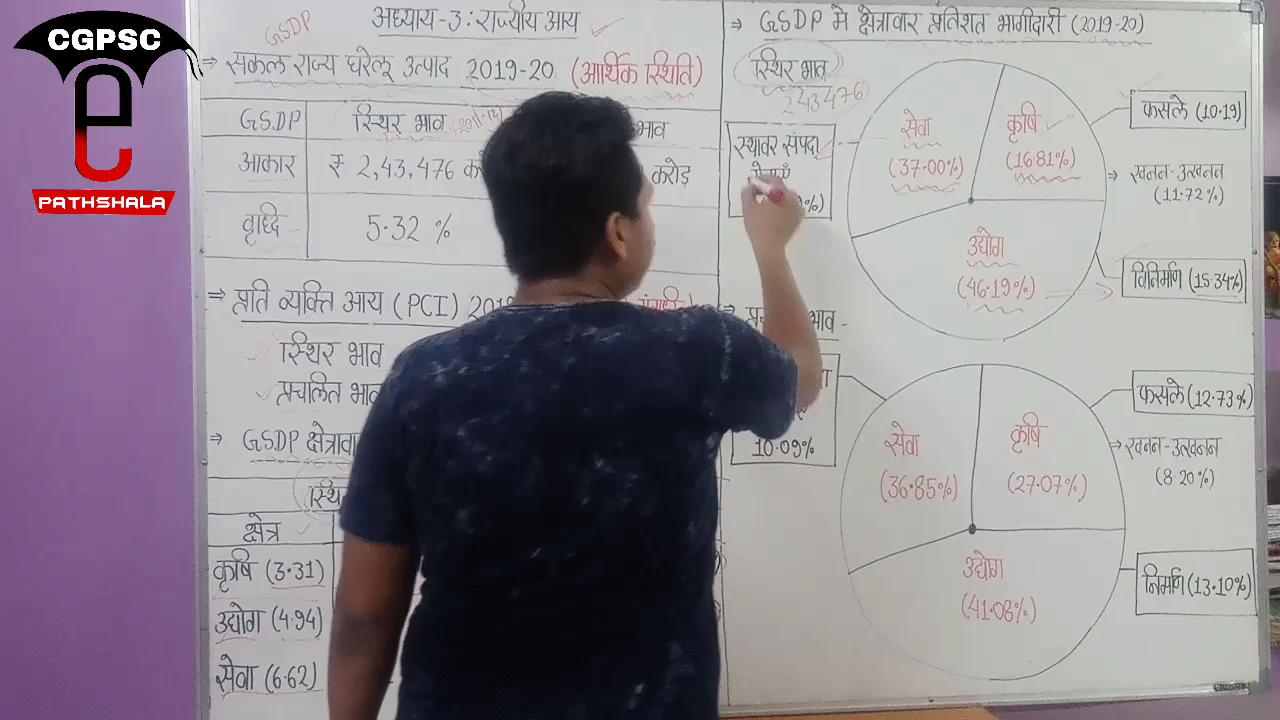 CGPSC
e
PATHSHALA
अध्याय-3: राज्यीय आय
GSDP
⇒ सकल राज्य घरेलू उत्पाद 2019-20 (आर्थिक स्थिति)
GSDP स्थिर भाव (2011-12) भाव
आकार ₹ 2,43,476 करोड़
वृध्दि 5.32 %
⇒ प्रति व्यक्ति आय (PCI)
स्थिर भाव
प्रचलित भाव
⇒ GSDP
क्षेत्र
कृषि (3.31)
उद्योग (4.94)
सेवा (6.62)
⇒ GSDP मे क्षेत्रावार प्रतिशत भागीदारी (2019-20)
स्थिर भाव
243476
स्थावर संपदा
सेवा
(37.00%)
कृषि
(16.81%)
उद्योग
(46.19%)
फसले (10.19)
⇒ खनन-उत्खनन
(11.72%)
विनिर्माण (15.34%)
भाव -
10.09%
सेवा
(36.85%)
कृषि
(27.07%)
उद्योग
(41.08%)
फसले (12.73%)
⇒ खनन-उत्खनन
(8.20%)
निर्माण (13.10%)